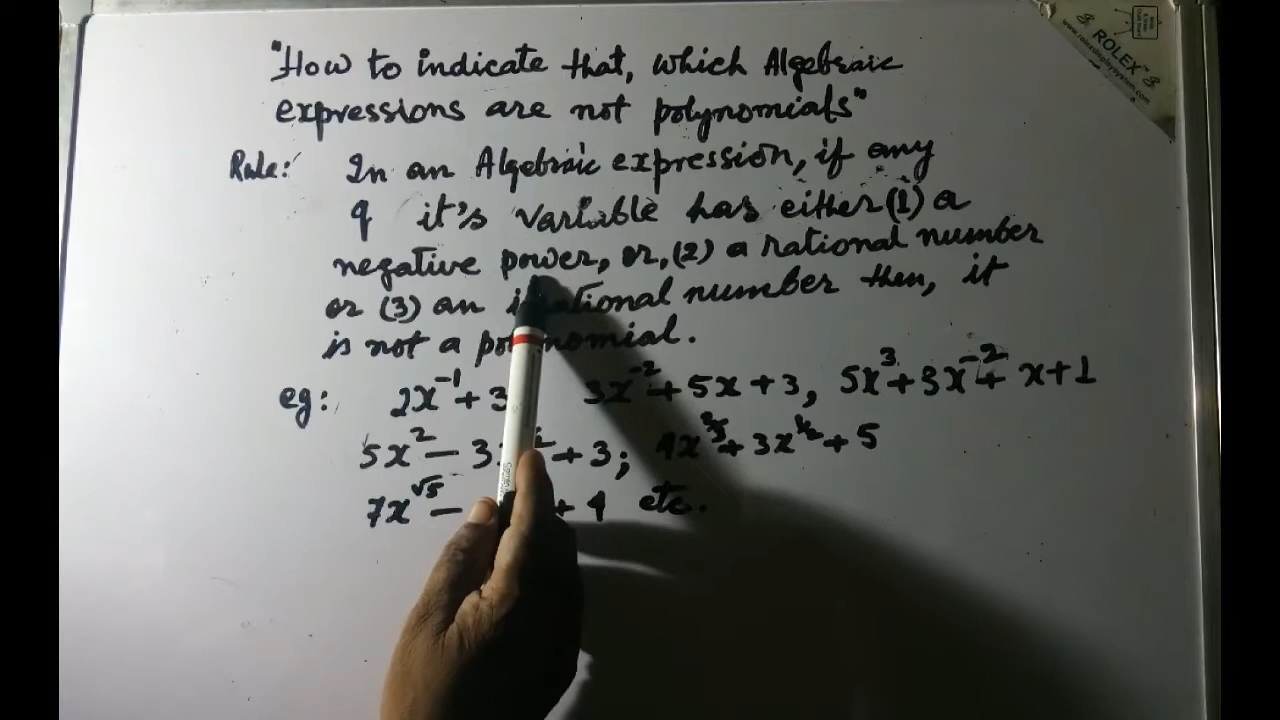 "How to indicate that, which Algebraic
expressions are not polynomials"
Rule: In an Algebraic expression, if any
of it's variable has either (1) a
negative power, or, (2) a rational number
or (3) an irrational number then, it
is not a polynomial.
eg: 2x⁻¹ + 3 3x⁻² + 5x + 3, 5x³ + 3x⁻² + x + 1
5x² – + 3; 4x + 3x^1/2 + 5
7x^√5 – + 4 etc.
ROLEX